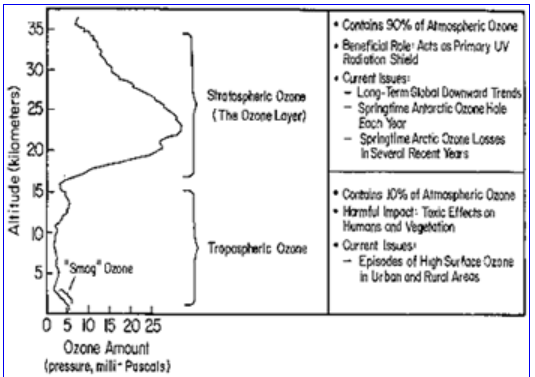 35
30
25
20
15
10
5
Altitude (kilometers)
Stratospheric Ozone
(The Ozone Layer)
Tropospheric Ozone
"Smog" Ozone
0 5 10 15 20 25
Ozone Amount
(pressure, milli-Pascals)
• Contains 90% of Atmospheric Ozone
• Beneficial Role: Acts as Primary UV
Radiation Shield
• Current Issues:
– Long-Term Global Downward Trends
– Springtime Antarctic Ozone Hole
Each Year
– Springtime Arctic Ozone Losses
in Several Recent Years
• Contains 10% of Atmospheric Ozone
• Harmful Impact: Toxic Effects on
Humans and Vegetation
• Current Issues:
– Episodes of High Surface Ozone
in Urban and Rural Areas